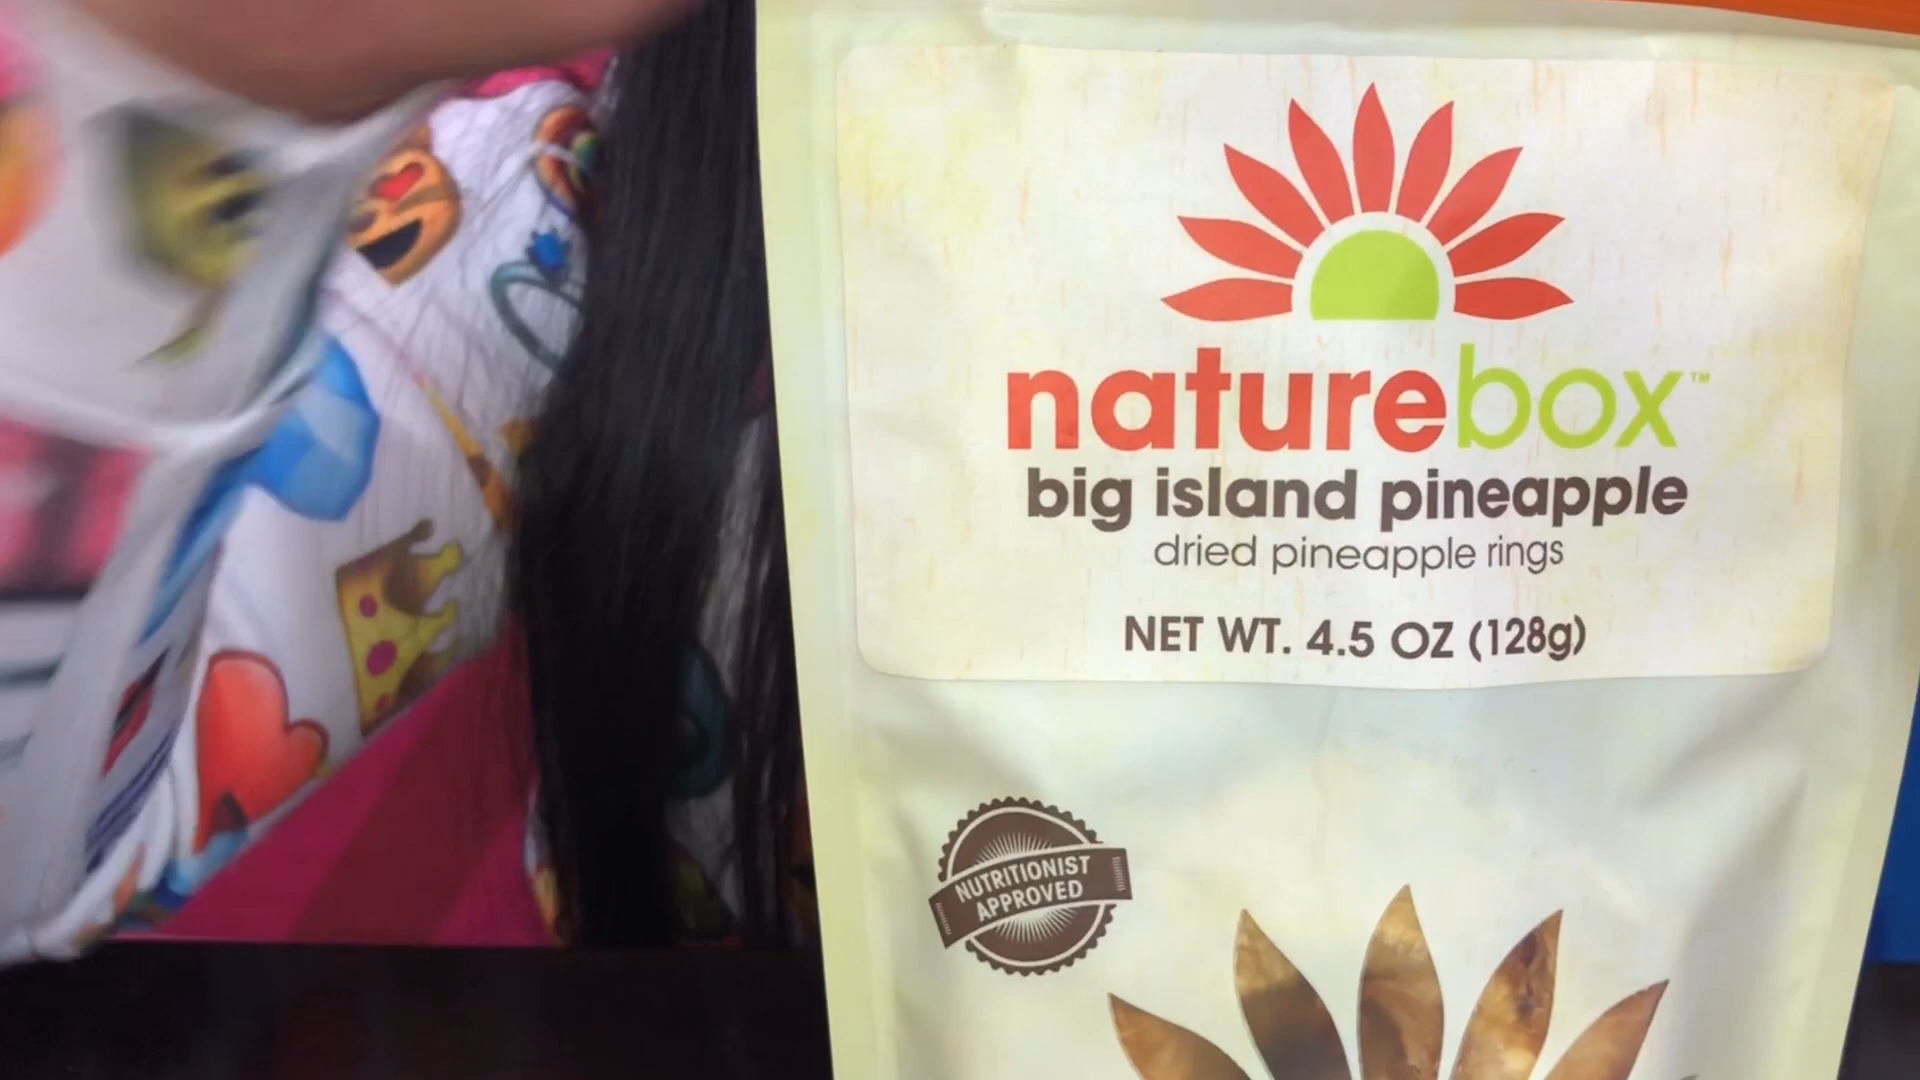 naturebox™
big island pineapple
dried pineapple rings
NET WT. 4.5 OZ (128g)
NUTRITIONIST
APPROVED